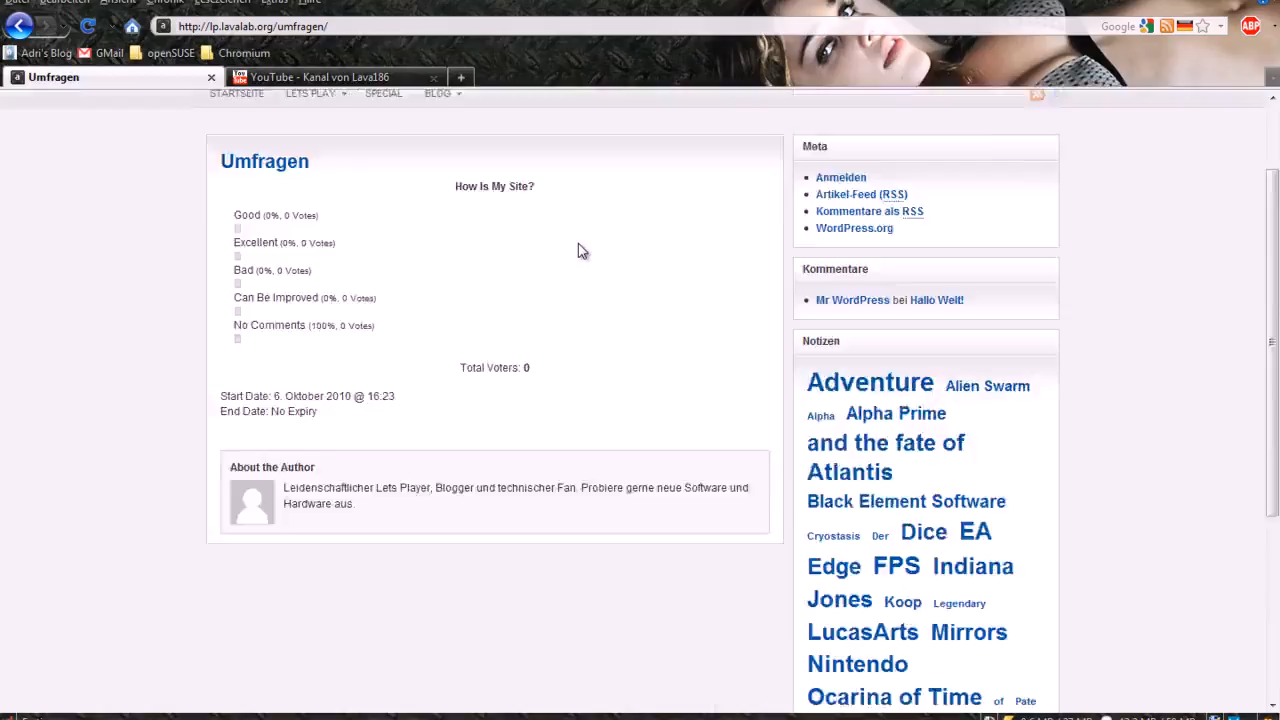 http://lp.lavalab.org/umfragen/
Google
ABP
Adri's Blog GMail openSUSE Chromium
Umfragen
YouTube - Kanal von Lava186
STARTSEITE LETS PLAY SPECIAL BLOG
Umfragen
How Is My Site?
Good (0%, 0 Votes)
Excellent (0%, 0 Votes)
Bad (0%, 0 Votes)
Can Be Improved (0%, 0 Votes)
No Comments (100%, 0 Votes)
Total Voters: 0
Start Date: 6. Oktober 2010 @ 16:23
End Date: No Expiry
About the Author
Leidenschaftlicher Lets Player, Blogger und technischer Fan. Probiere gerne neue Software und
Hardware aus.
Meta
Anmelden
Artikel-Feed (RSS)
Kommentare als RSS
WordPress.org
Kommentare
Mr WordPress bei Hallo Welt!
Notizen
Adventure Alien Swarm
Alpha Alpha Prime
and the fate of
Atlantis
Black Element Software
Cryostasis Der Dice EA
Edge FPS Indiana
Jones Koop Legendary
LucasArts Mirrors
Nintendo
Ocarina of Time of Pate